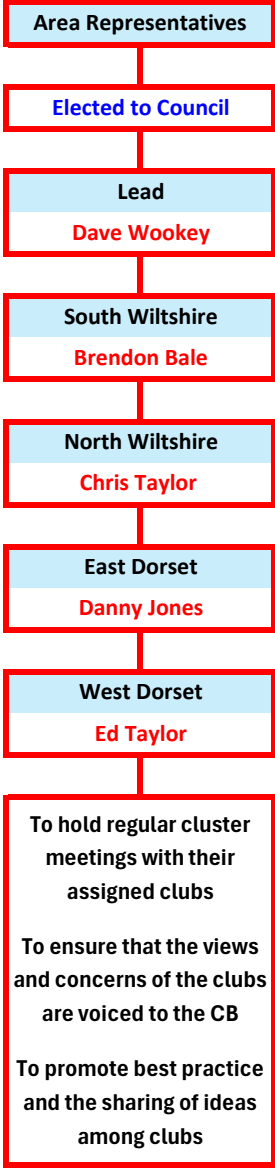 Area Representatives
Elected to Council
Lead
Dave Wookey
South Wiltshire
Brendon Bale
North Wiltshire
Chris Taylor
East Dorset
Danny Jones
West Dorset
Ed Taylor
To hold regular cluster
meetings with their
assigned clubs
To ensure that the views
and concerns of the clubs
are voiced to the CB
To promote best practice
and the sharing of ideas
among clubs